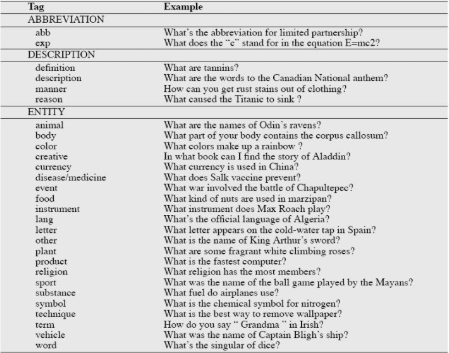 Tag Example
ABBREVIATION
abb What's the abbreviation for limited partnership?
exp What does the “c” stand for in the equation E=mc2?
DESCRIPTION
definition What are tannins?
description What are the words to the Canadian National anthem?
manner How can you get rust stains out of clothing?
reason What caused the Titanic to sink ?
ENTITY
animal What are the names of Odin's ravens?
body What part of your body contains the corpus callosum?
color What colors make up a rainbow ?
creative In what book can I find the story of Aladdin?
currency What currency is used in China?
disease/medicine What does Salk vaccine prevent?
event What war involved the battle of Chapultepec?
food What kind of nuts are used in marzipan?
instrument What instrument does Max Roach play?
lang What's the official language of Algeria?
letter What letter appears on the cold-water tap in Spain?
other What is the name of King Arthur's sword?
plant What are some fragrant white climbing roses?
product What is the fastest computer?
religion What religion has the most members?
sport What was the name of the ball game played by the Mayans?
substance What fuel do airplanes use?
symbol What is the chemical symbol for nitrogen?
technique What is the best way to remove wallpaper?
term How do you say “ Grandma ” in Irish?
vehicle What was the name of Captain Bligh's ship?
word What's the singular of dice?